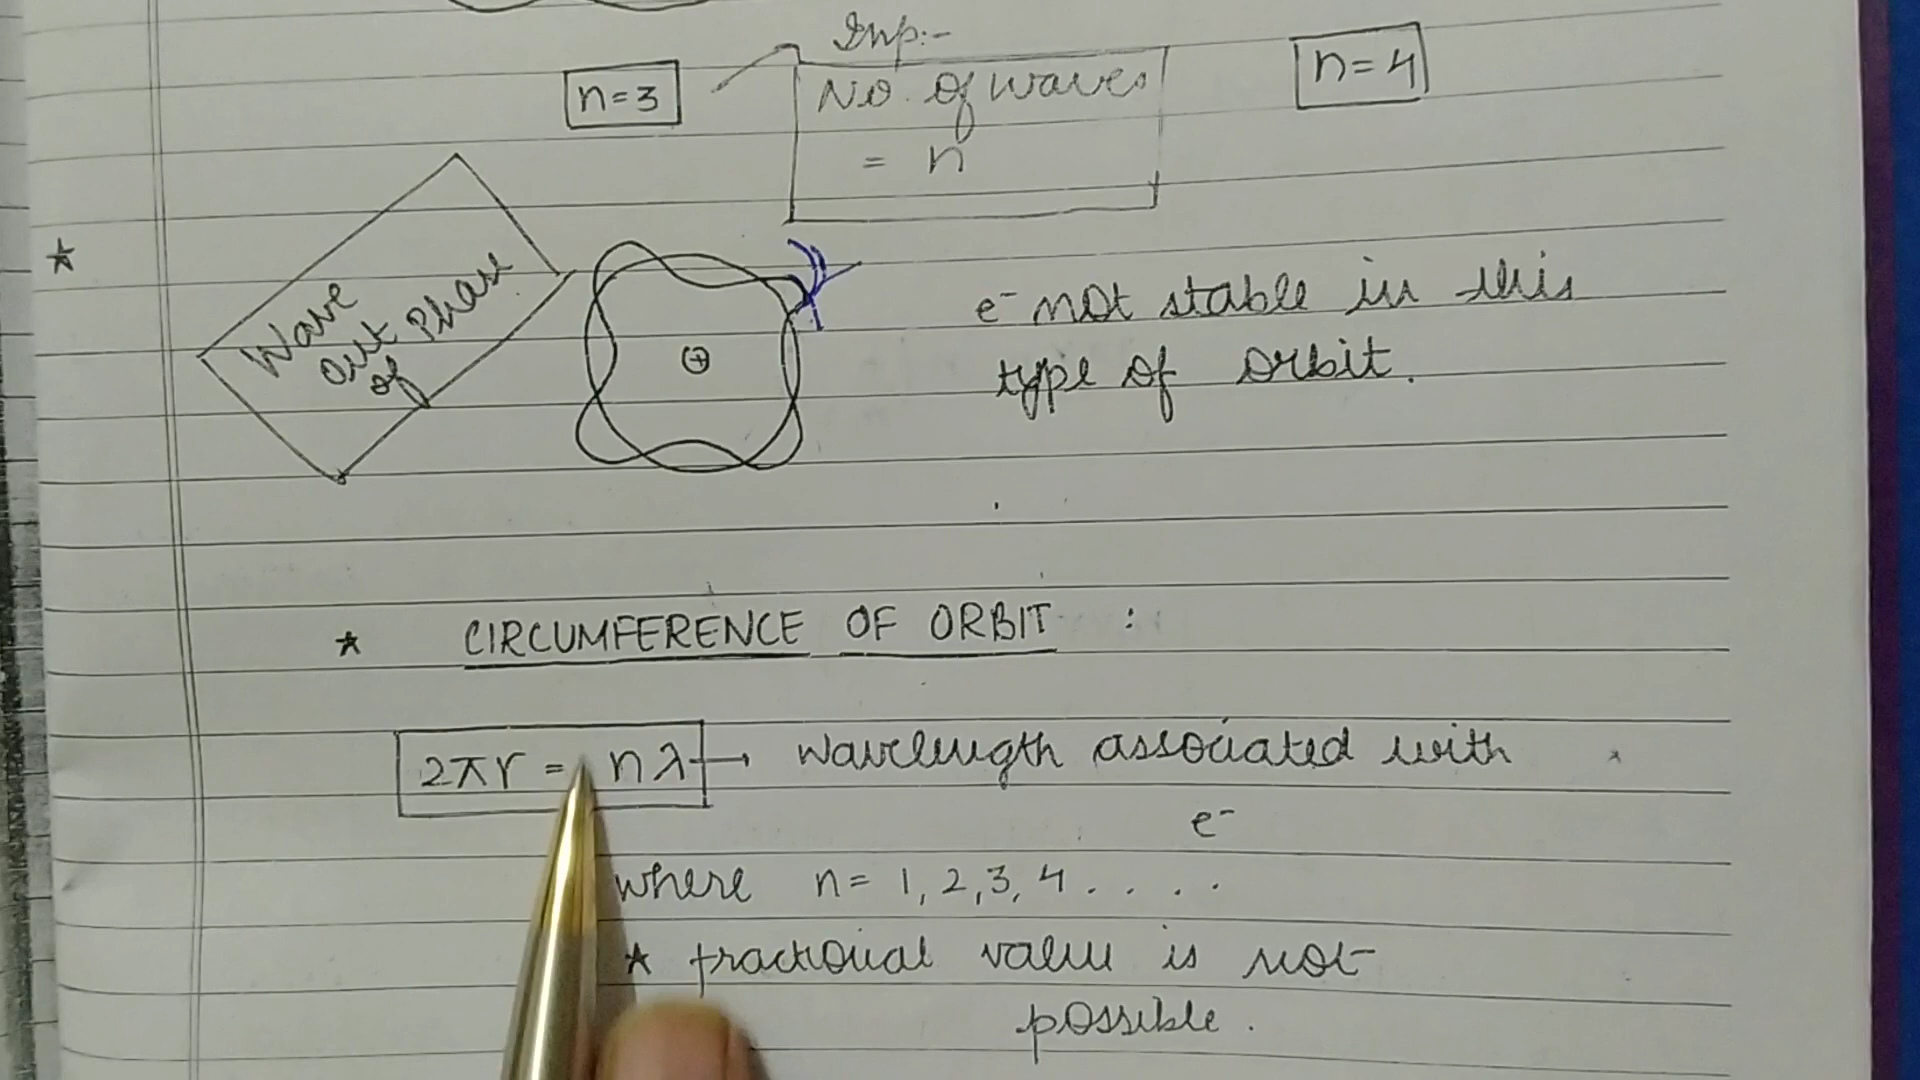 Imp:-
n=3
No. of waves
= n
n=4
Wave
out Phase
of
e⁻ not stable in this
type of orbit.
CIRCUMFERENCE OF ORBIT :
2πr = nλ → wavelength associated with
e⁻
where n= 1, 2, 3, 4 . . . .
★ fractional value is not
possible.